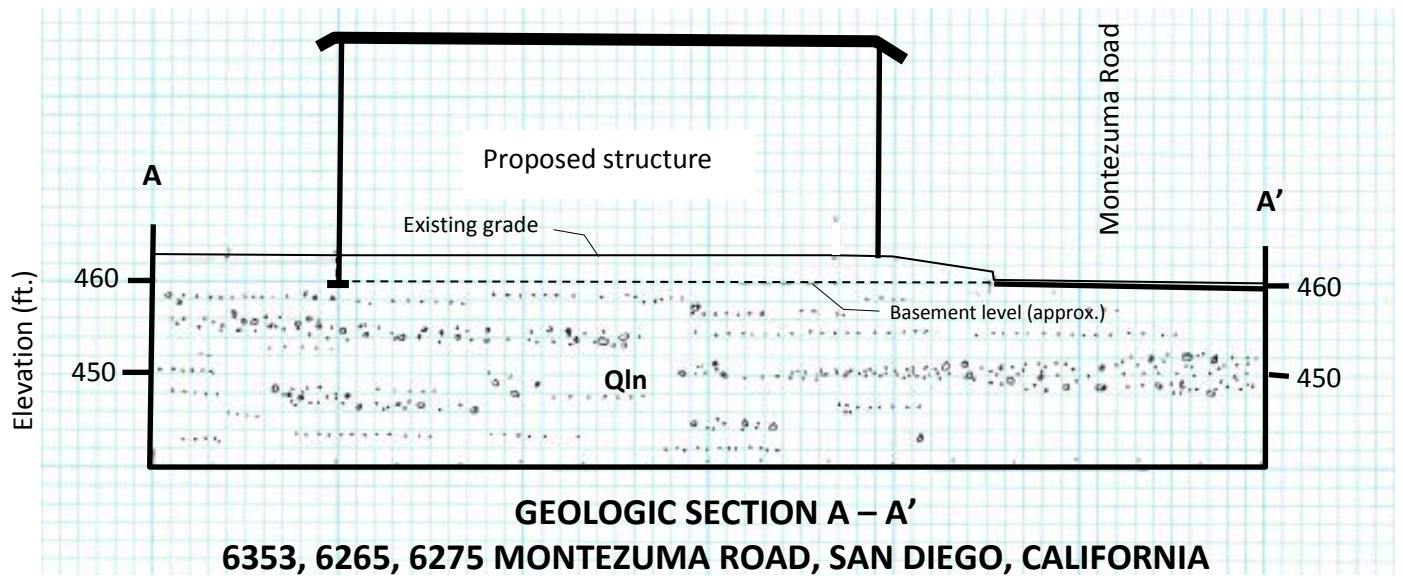 Montezuma Road
Proposed structure
A
A’
Existing grade
Elevation (ft.)
460
460
Basement level (approx.)
450
Qln
450
GEOLOGIC SECTION A – A’
6353, 6265, 6275 MONTEZUMA ROAD, SAN DIEGO, CALIFORNIA